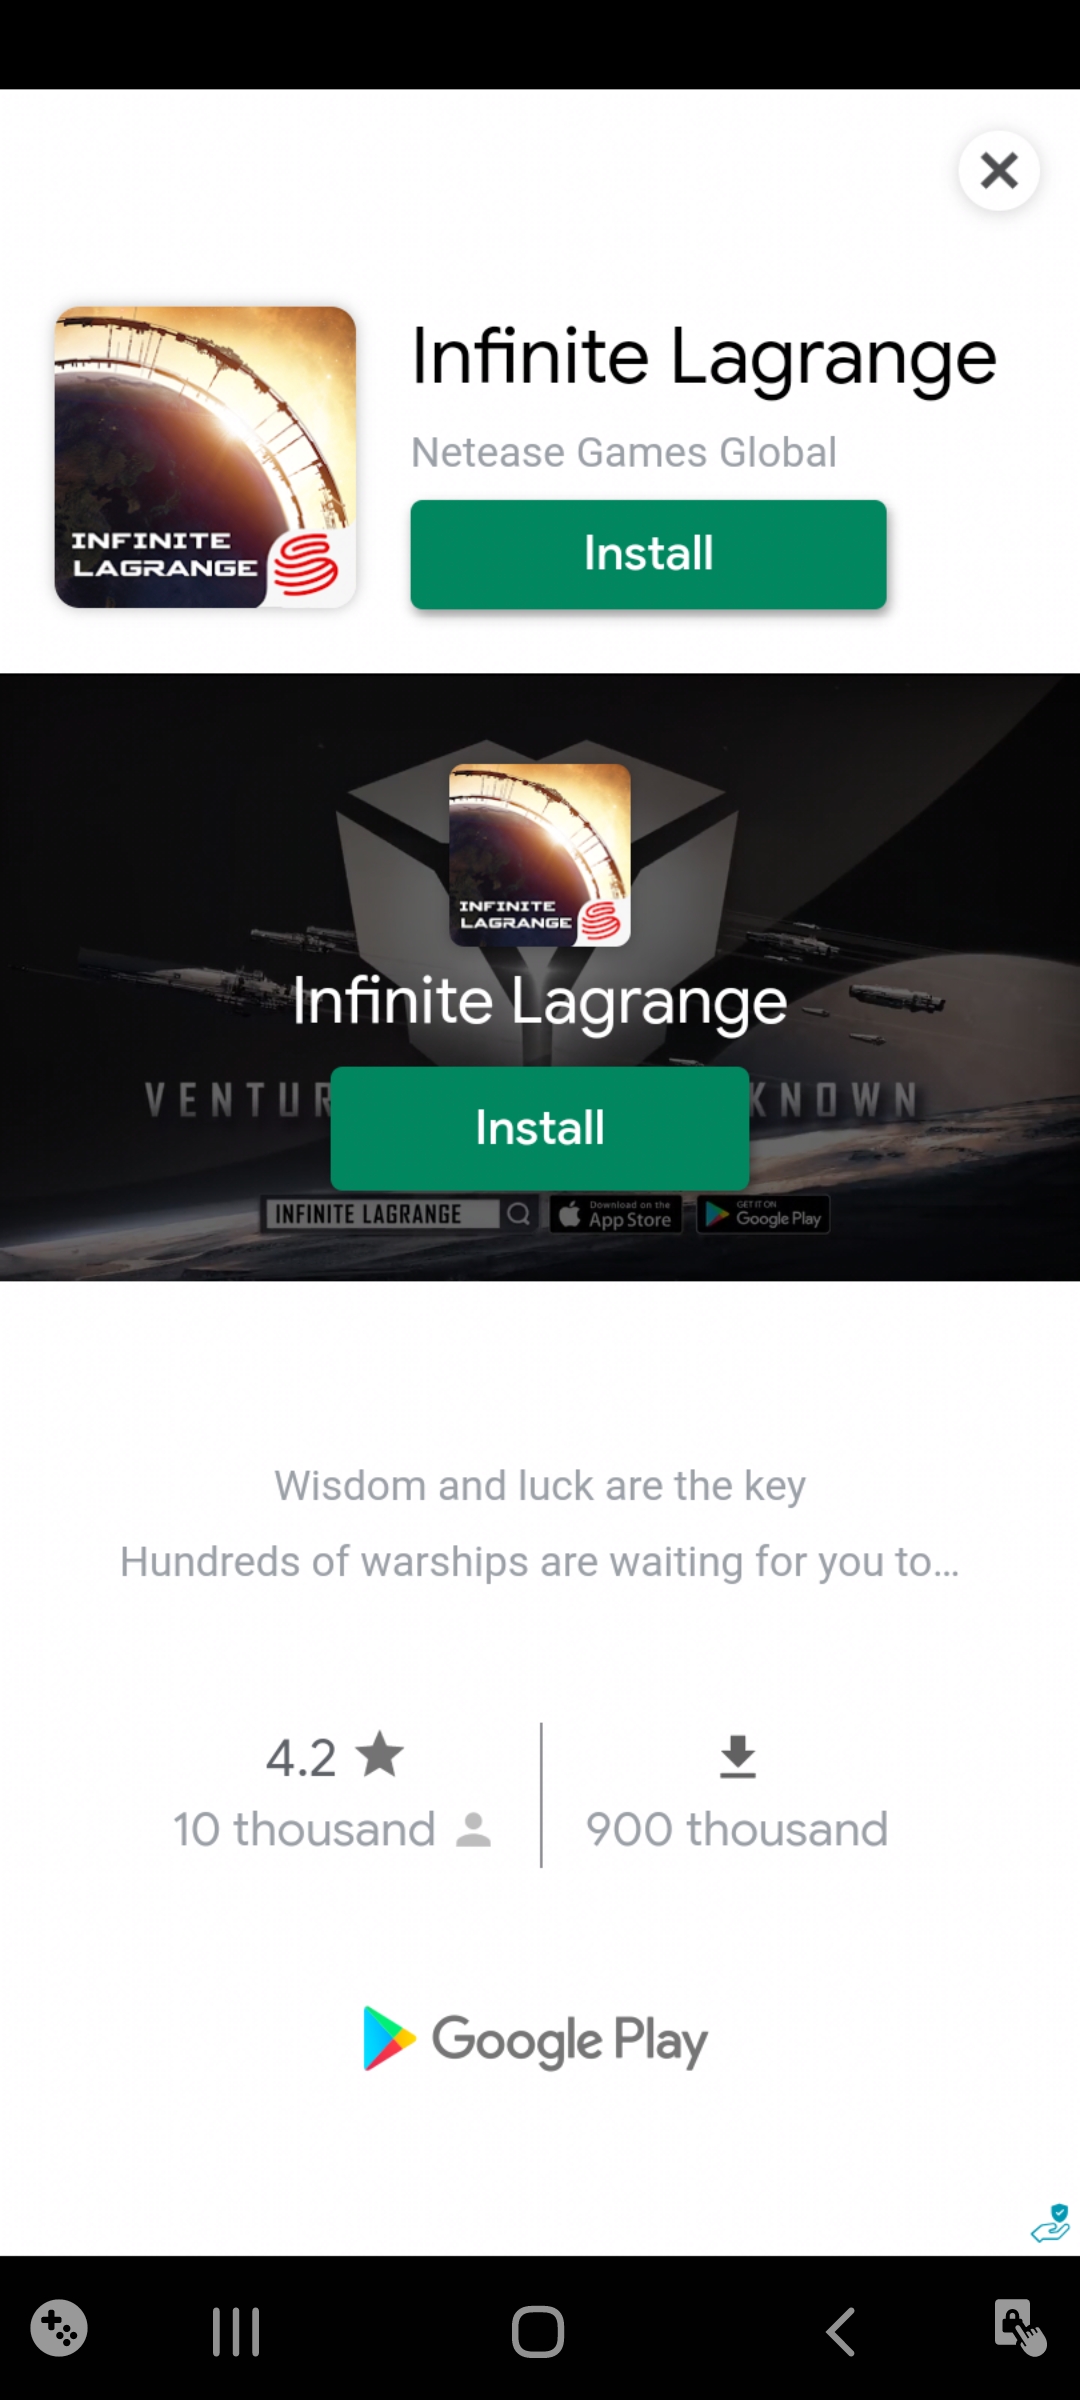 Infinite Lagrange
Netease Games Global
Install
INFINITE
LAGRANGE
INFINITE
LAGRANGE
Infinite Lagrange
VENTUR KNOWN
Install
INFINITE LAGRANGE
Download on the
App Store
GET IT ON
Google Play
Wisdom and luck are the key
Hundreds of warships are waiting for you to...
4.2
10 thousand
900 thousand
Google Play